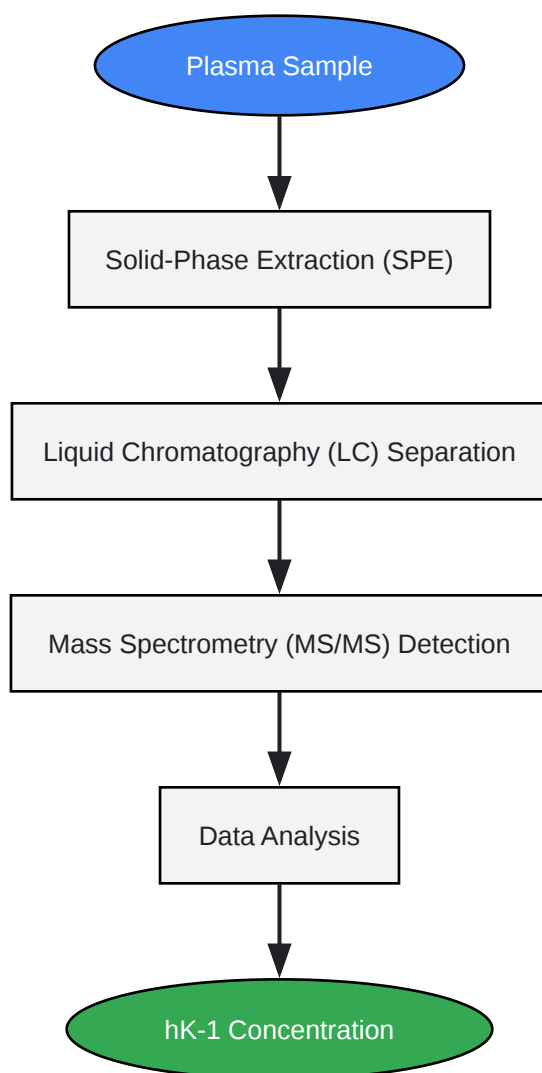 Plasma Sample
Solid-Phase Extraction (SPE)
Liquid Chromatography (LC) Separation
Mass Spectrometry (MS/MS) Detection
Data Analysis
hK-1 Concentration